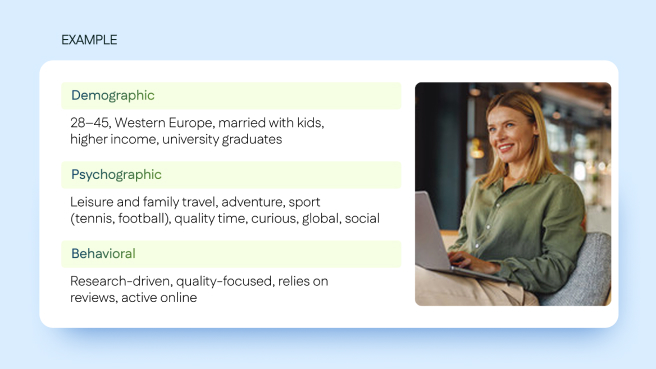 EXAMPLE
Demographic
28–45, Western Europe, married with kids,
higher income, university graduates
Psychographic
Leisure and family travel, adventure, sport
(tennis, football), quality time, curious, global, social
Behavioral
Research-driven, quality-focused, relies on
reviews, active online